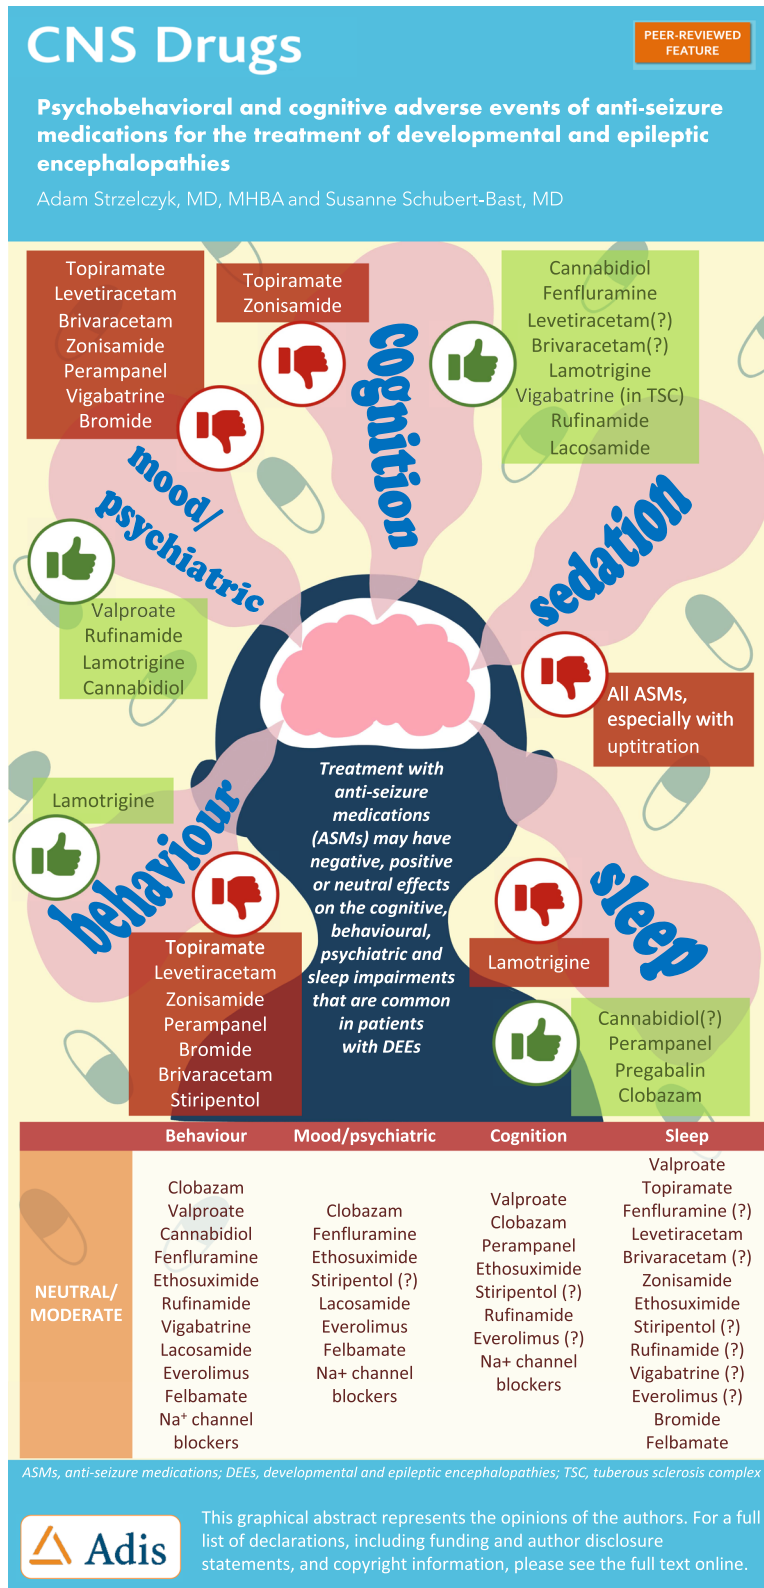 CNS Drugs
PEER-REVIEWED
FEATURE
Psychobehavioral and cognitive adverse events of anti-seizure
medications for the treatment of developmental and epileptic
encephalopathies
Adam Strzelczyk, MD, MHBA and Susanne Schubert-Bast, MD
Topiramate
Levetiracetam
Brivaracetam
Zonisamide
Perampanel
Vigabatrine
Bromide
mood/
psychiatric
Valproate
Rufinamide
Lamotrigine
Cannabidiol
Topiramate
Zonisamide
cognition
Cannabidiol
Fenfluramine
Levetiracetam(?)
Brivaracetam(?)
Lamotrigine
Vigabatrine (in TSC)
Rufinamide
Lacosamide
sedation
All ASMs,
especially with
uptitration
Lamotrigine
behaviour
Topiramate
Levetiracetam
Zonisamide
Perampanel
Bromide
Brivaracetam
Stiripentol
Treatment with
anti-seizure
medications
(ASMs) may have
negative, positive
or neutral effects
on the cognitive,
behavioural,
psychiatric and
sleep impairments
that are common
in patients
with DEEs
sleep
Lamotrigine
Cannabidiol(?)
Perampanel
Pregabalin
Clobazam
Behaviour
Mood/psychiatric
Cognition
Sleep
NEUTRAL/
MODERATE
Clobazam
Valproate
Cannabidiol
Fenfluramine
Ethosuximide
Rufinamide
Vigabatrine
Lacosamide
Everolimus
Felbamate
Na⁺ channel
blockers
Clobazam
Fenfluramine
Ethosuximide
Stiripentol (?)
Lacosamide
Everolimus
Felbamate
Na+ channel
blockers
Valproate
Clobazam
Perampanel
Ethosuximide
Stiripentol (?)
Rufinamide
Everolimus (?)
Na+ channel
blockers
Valproate
Topiramate
Fenfluramine (?)
Levetiracetam
Brivaracetam (?)
Zonisamide
Ethosuximide
Stiripentol (?)
Rufinamide (?)
Vigabatrine (?)
Everolimus (?)
Bromide
Felbamate
ASMs, anti-seizure medications; DEEs, developmental and epileptic encephalopathies; TSC, tuberous sclerosis complex
Adis
This graphical abstract represents the opinions of the authors. For a full
list of declarations, including funding and author disclosure
statements, and copyright information, please see the full text online.